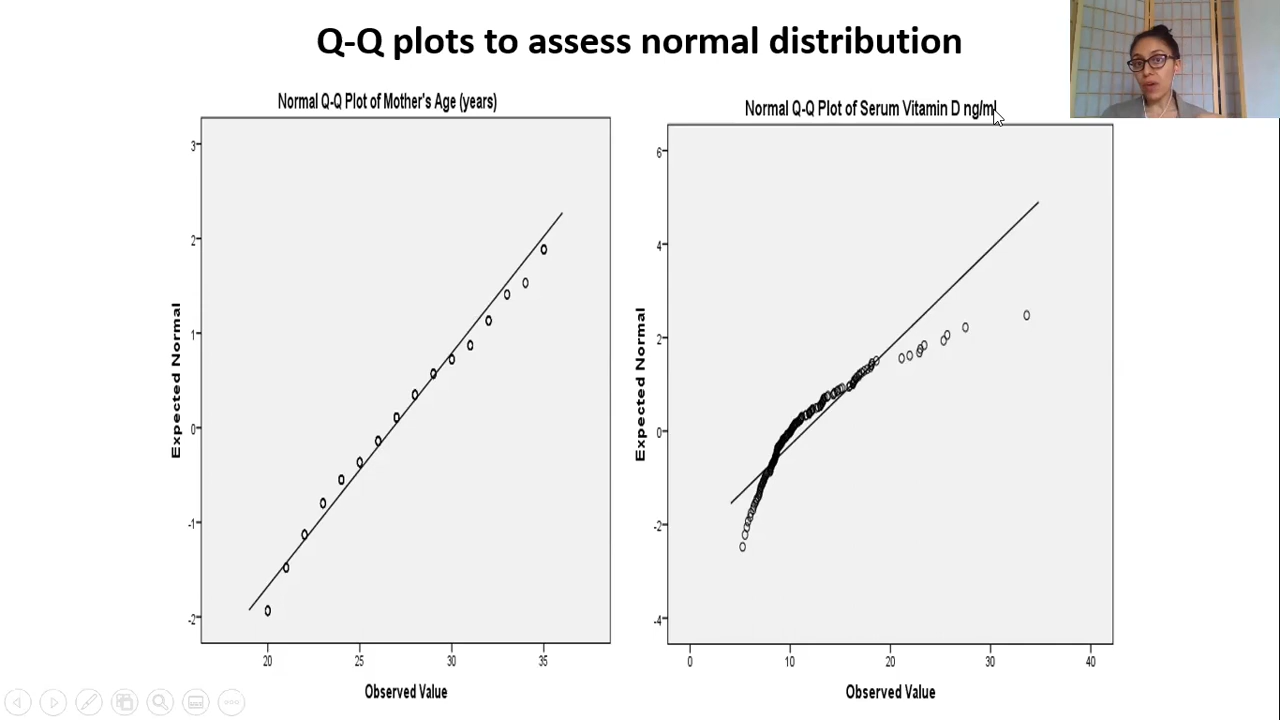 Q-Q plots to assess normal distribution
Normal Q-Q Plot of Mother's Age (years)
3
2
1
0
-1
-2
Expected Normal
20 25 30 35
Observed Value
Normal Q-Q Plot of Serum Vitamin D ng/ml
6
4
2
0
-2
-4
Expected Normal
0 10 20 30 40
Observed Value